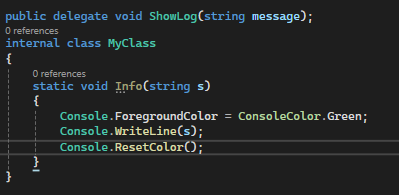 public delegate void ShowLog(string message);
0 references
internal class MyClass
{
0 references
static void Info(string s)
{
Console.ForegroundColor = ConsoleColor.Green;
Console.WriteLine(s);
Console.ResetColor();
}
}